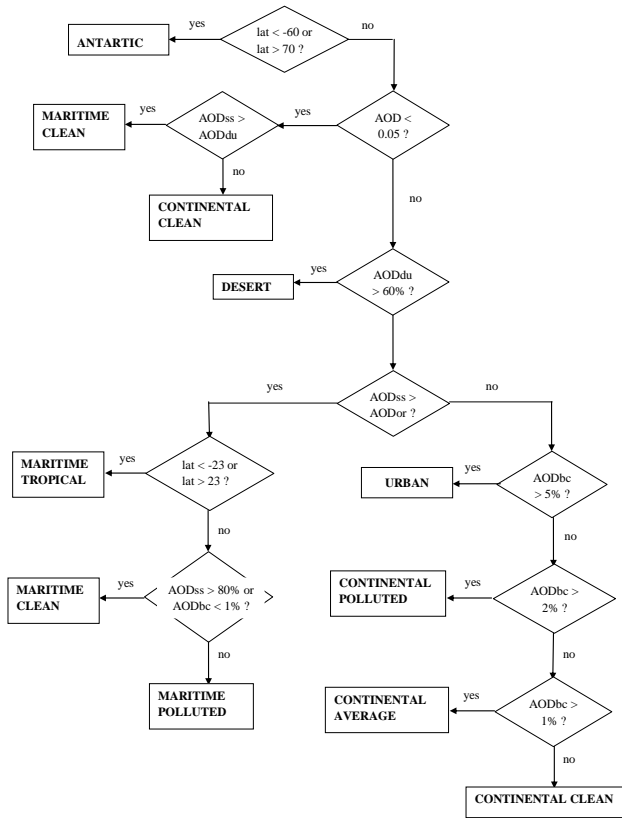 yes
lat < -60 or
lat > 70 ?
no
ANTARTIC
MARITIME
CLEAN
yes
AODss >
AODdu
yes
AOD <
0.05 ?
no
CONTINENTAL
CLEAN
no
DESERT
yes
AODdu
> 60% ?
yes
AODss >
AODor ?
no
MARITIME
TROPICAL
yes
lat < -23 or
lat > 23 ?
URBAN
yes
AODbc
> 5% ?
no
no
MARITIME
CLEAN
yes
AODss > 80% or
AODbc < 1% ?
CONTINENTAL
POLLUTED
yes
AODbc >
2% ?
no
no
MARITIME
POLLUTED
CONTINENTAL
AVERAGE
yes
AODbc >
1% ?
no
CONTINENTAL CLEAN